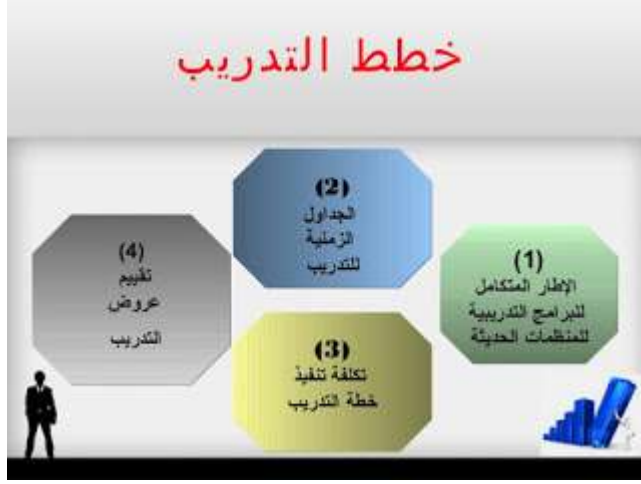 خطط التدريب
(1)
الإطار المتكامل
للبرامج التدريبية
للمنظمات الحديثة
(2)
الجداول
الزمنية
للتدريب
(3)
تكلفة تنفيذ
خطة التدريب
(4)
تقييم
عروض
التدريب